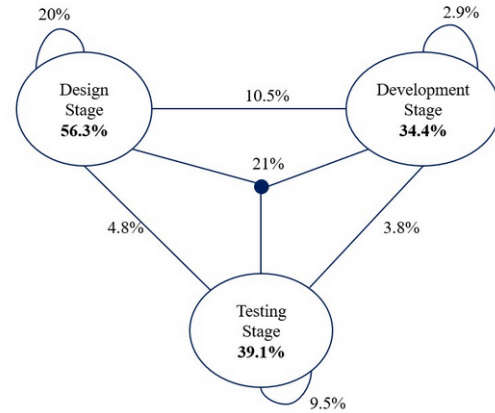 20%
2.9%
Design
Stage
56.3%
10.5%
Development
Stage
34.4%
21%
4.8%
3.8%
Testing
Stage
39.1%
9.5%